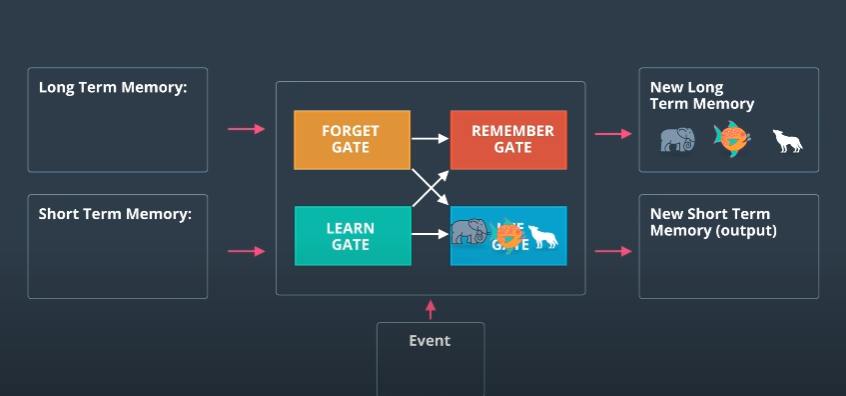 Long Term Memory:
Short Term Memory:
FORGET
GATE
REMEMBER
GATE
LEARN
GATE
GATE
Event
New Long
Term Memory
New Short Term
Memory (output)